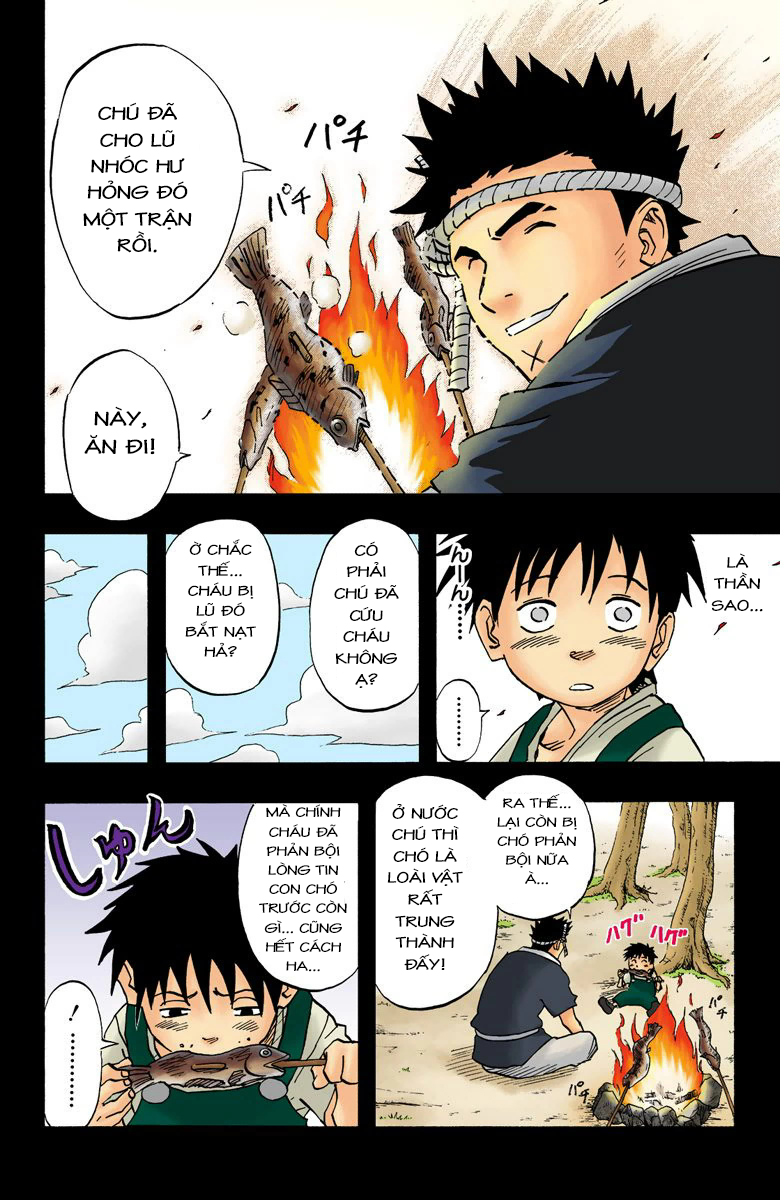 CHÚ ĐÃ
CHO LŨ
NHÓC HƯ
HỎNG ĐÓ
MỘT TRẬN
RỒI.
パチ
パチ
NÀY,
ĂN ĐI!
LÀ
THẦN
SAO...
んーん………
………
CÓ
PHẢI
CHÚ ĐÃ
CỨU
CHÁU
KHÔNG
Ạ?
Ờ CHẮC
THẾ...
CHÁU BỊ
LŨ ĐÓ
BẮT NẠT
HẢ?
RA THẾ...
LẠI CÒN BỊ
CHÓ PHẢN
BỘI NỮA
À...
Ở NƯỚC
CHÚ THÌ
CHÓ LÀ
LOÀI VẬT
RẤT
TRUNG
THÀNH
ĐẤY!
ハグ ハグ
パチ
パチ
MÀ CHÍNH
CHÁU ĐÃ
PHẢN BỘI
LÒNG TIN
CON CHÓ
TRƯỚC CÒN
GÌ... CŨNG
HẾT CÁCH
HA...
しゅん
!………